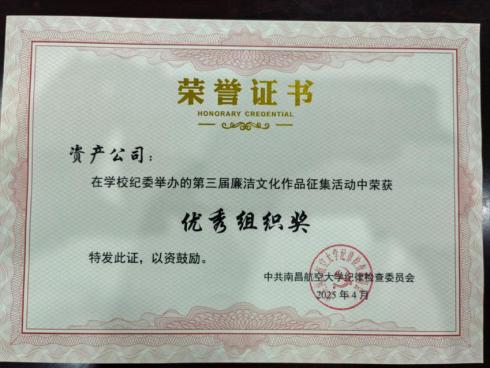 荣誉证书
HONORARY CREDENTIAL
资产公司：
在学校纪委举办的第三届廉洁文化作品征集活动中荣获
优秀组织奖
特发此证，以资鼓励。
中共南昌航空大学纪律检查委员会
2025年4月